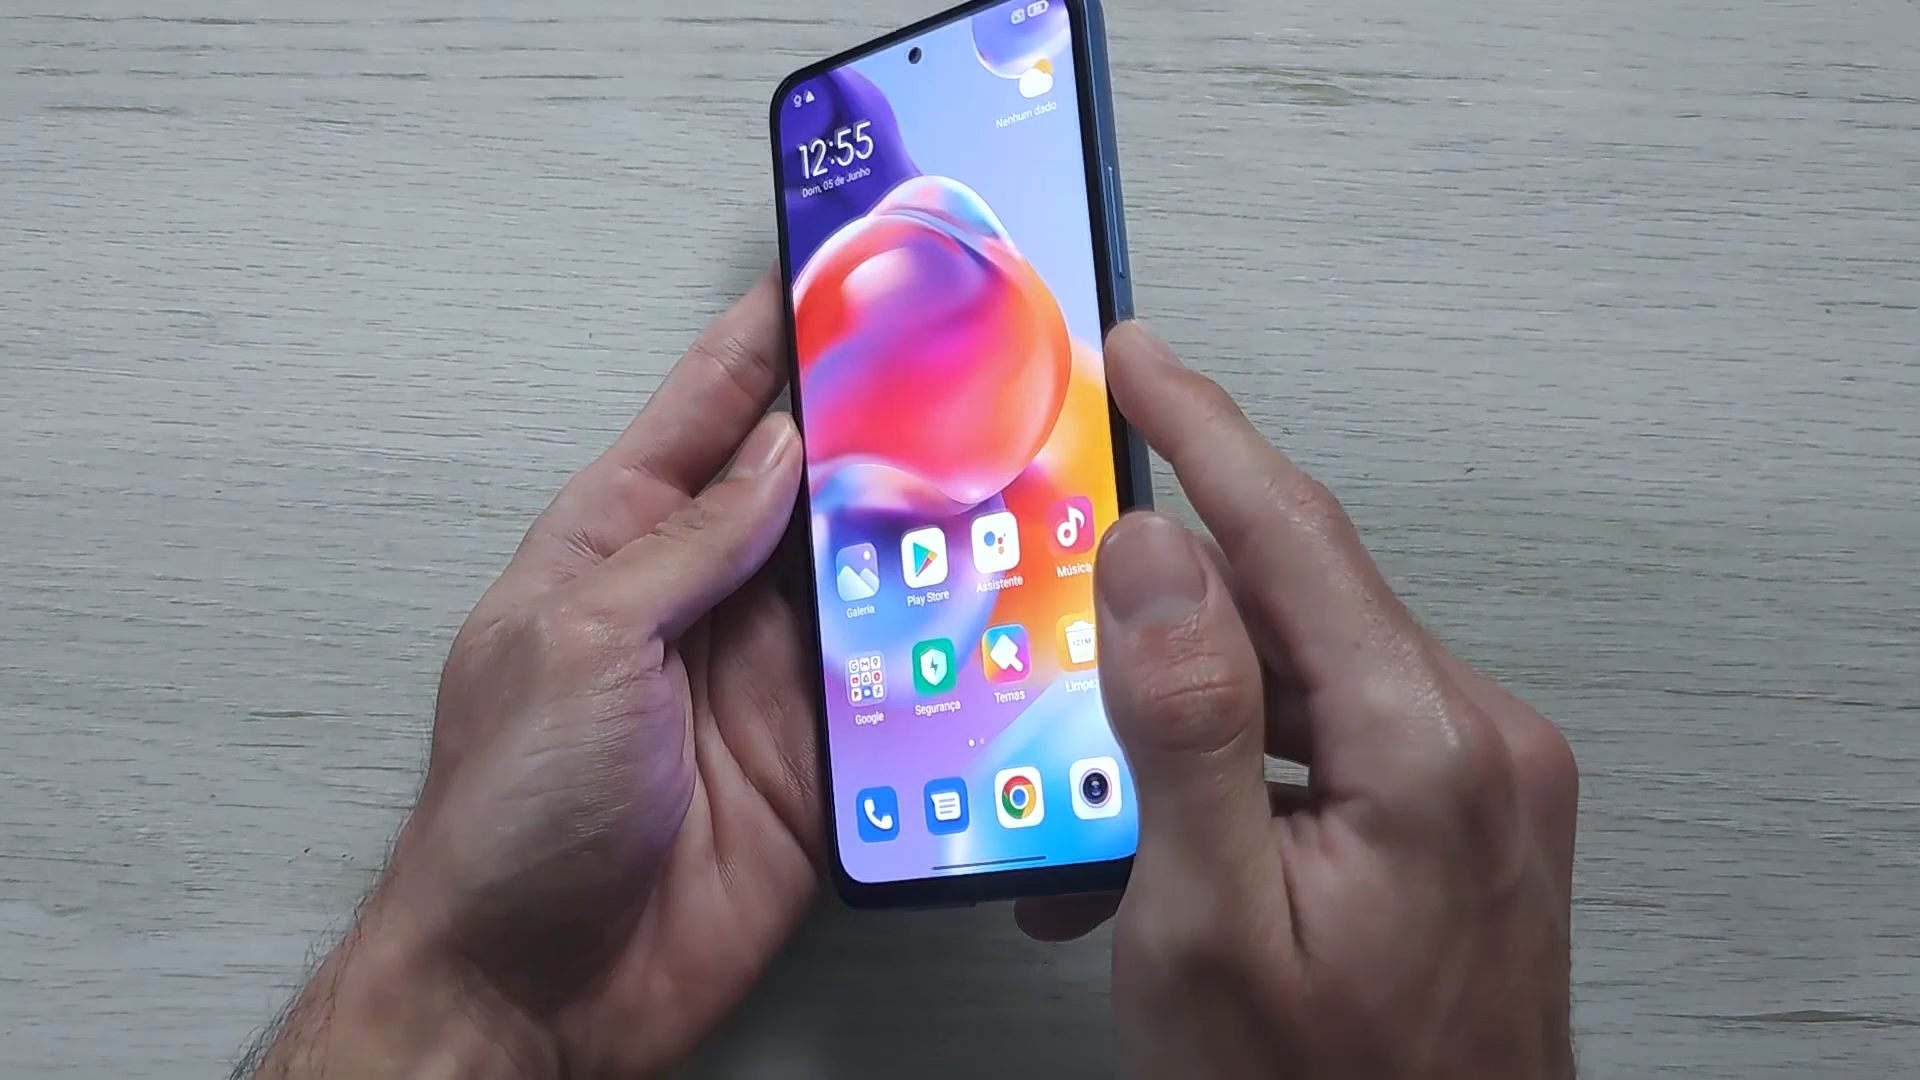 Nenhum dado
12:55
Dom, 05 de Junho
Galeria
Play Store
Assistente
Música
Google
Segurança
Temas